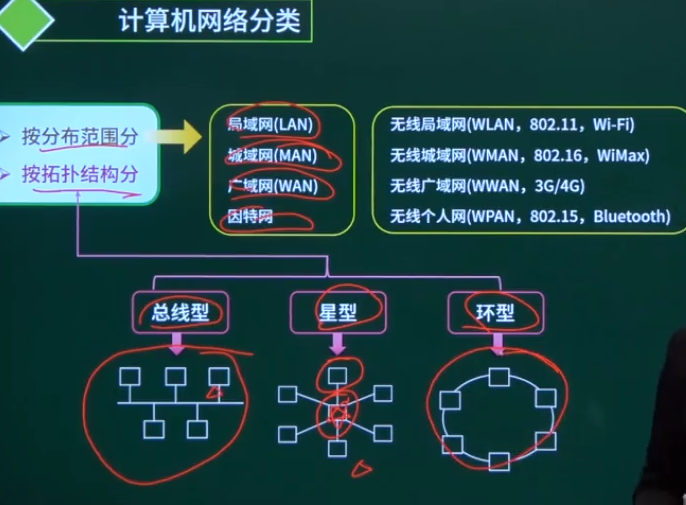 计算机网络分类
按分布范围分
按拓扑结构分
局域网(LAN)
城域网(MAN)
广域网(WAN)
因特网
无线局域网(WLAN，802.11，Wi-Fi)
无线城域网(WMAN，802.16，WiMax)
无线广域网(WWAN，3G/4G)
无线个人网(WPAN，802.15，Bluetooth)
总线型
星型
环型